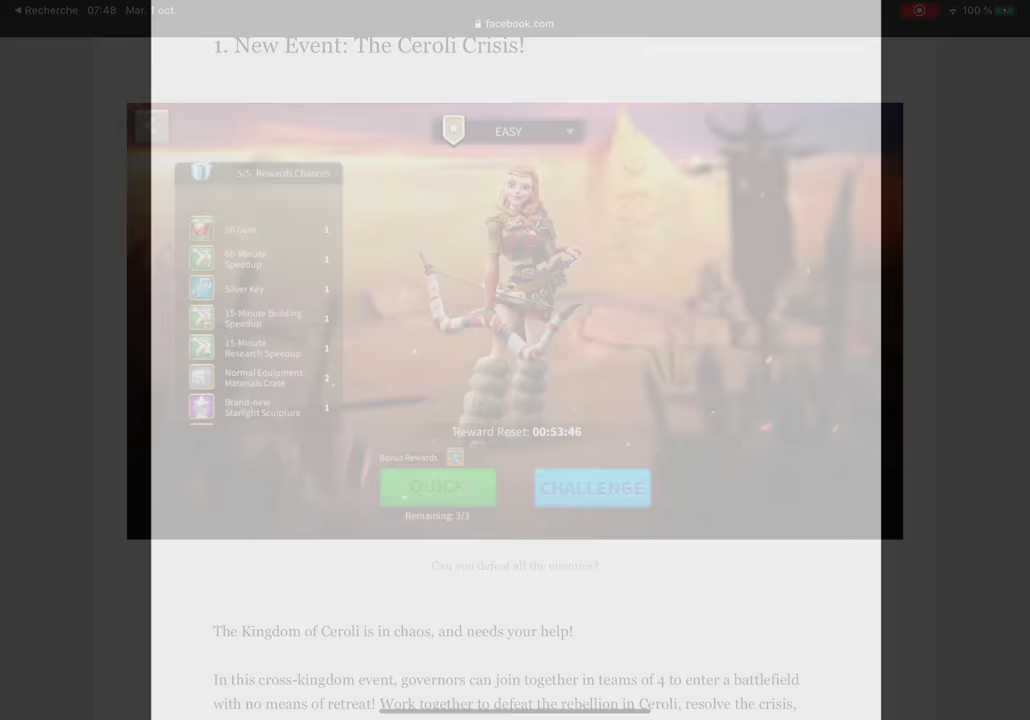 Recherche 07:48 Mar. 1 oct.
100 %
facebook.com
1. New Event: The Ceroli Crisis!
EASY
5/5 Rewards Chances
10 Gem 1
60-Minute
Speedup 1
Silver Key 1
15-Minute Building
Speedup 1
15-Minute
Research Speedup 1
Normal Equipment
Materials Crate 2
Brand-new
Starlight Sculpture 1
Reward Reset: 00:53:46
Bonus Rewards
QUICK
CHALLENGE
Remaining: 3/3
Can you defeat all the enemies?
The Kingdom of Ceroli is in chaos, and needs your help!
In this cross-kingdom event, governors can join together in teams of 4 to enter a battlefield
with no means of retreat! Work together to defeat the rebellion in Ceroli, resolve the crisis,